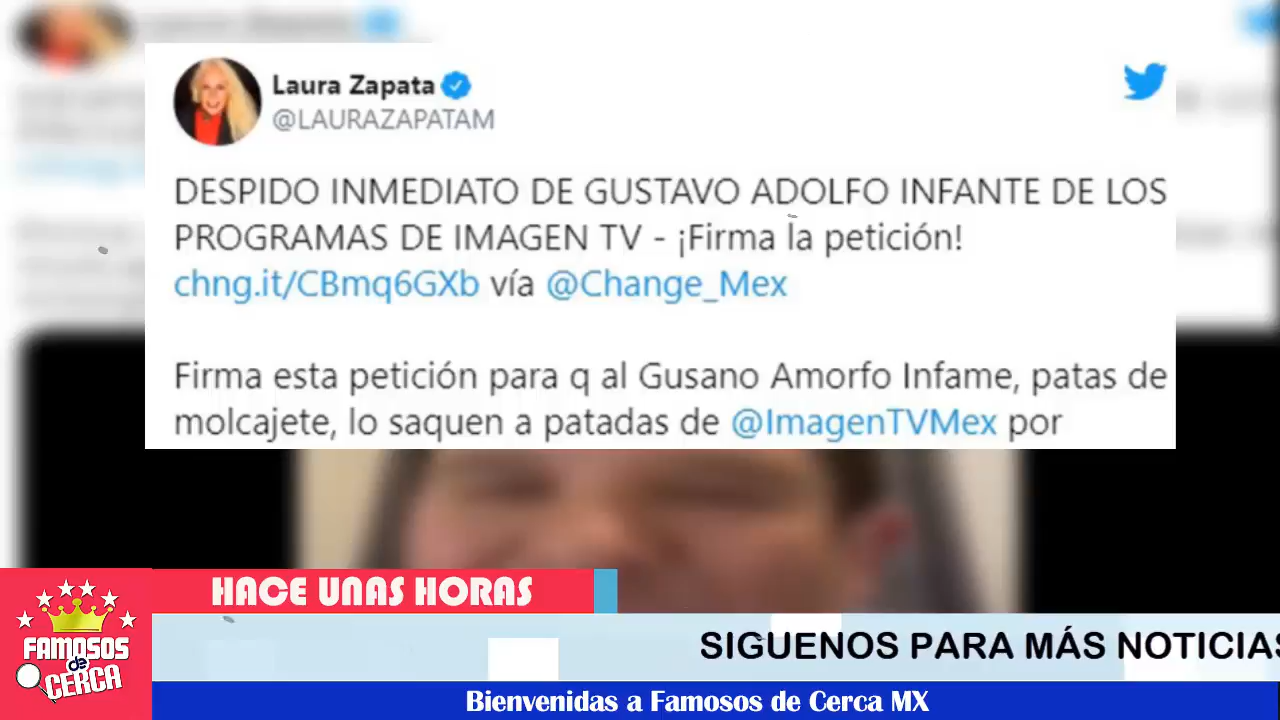 Laura Zapata
@LAURAZAPATAM
DESPIDO INMEDIATO DE GUSTAVO ADOLFO INFANTE DE LOS
PROGRAMAS DE IMAGEN TV - ¡Firma la petición!
chng.it/CBmq6GXb vía @Change_Mex
Firma esta petición para q al Gusano Amorfo Infame, patas de
molcajete, lo saquen a patadas de @ImagenTVMex por
HACE UNAS HORAS
FAMOSOS
de
CERCA
SIGUENOS PARA MÁS NOTICIAS
Bienvenidas a Famosos de Cerca MX